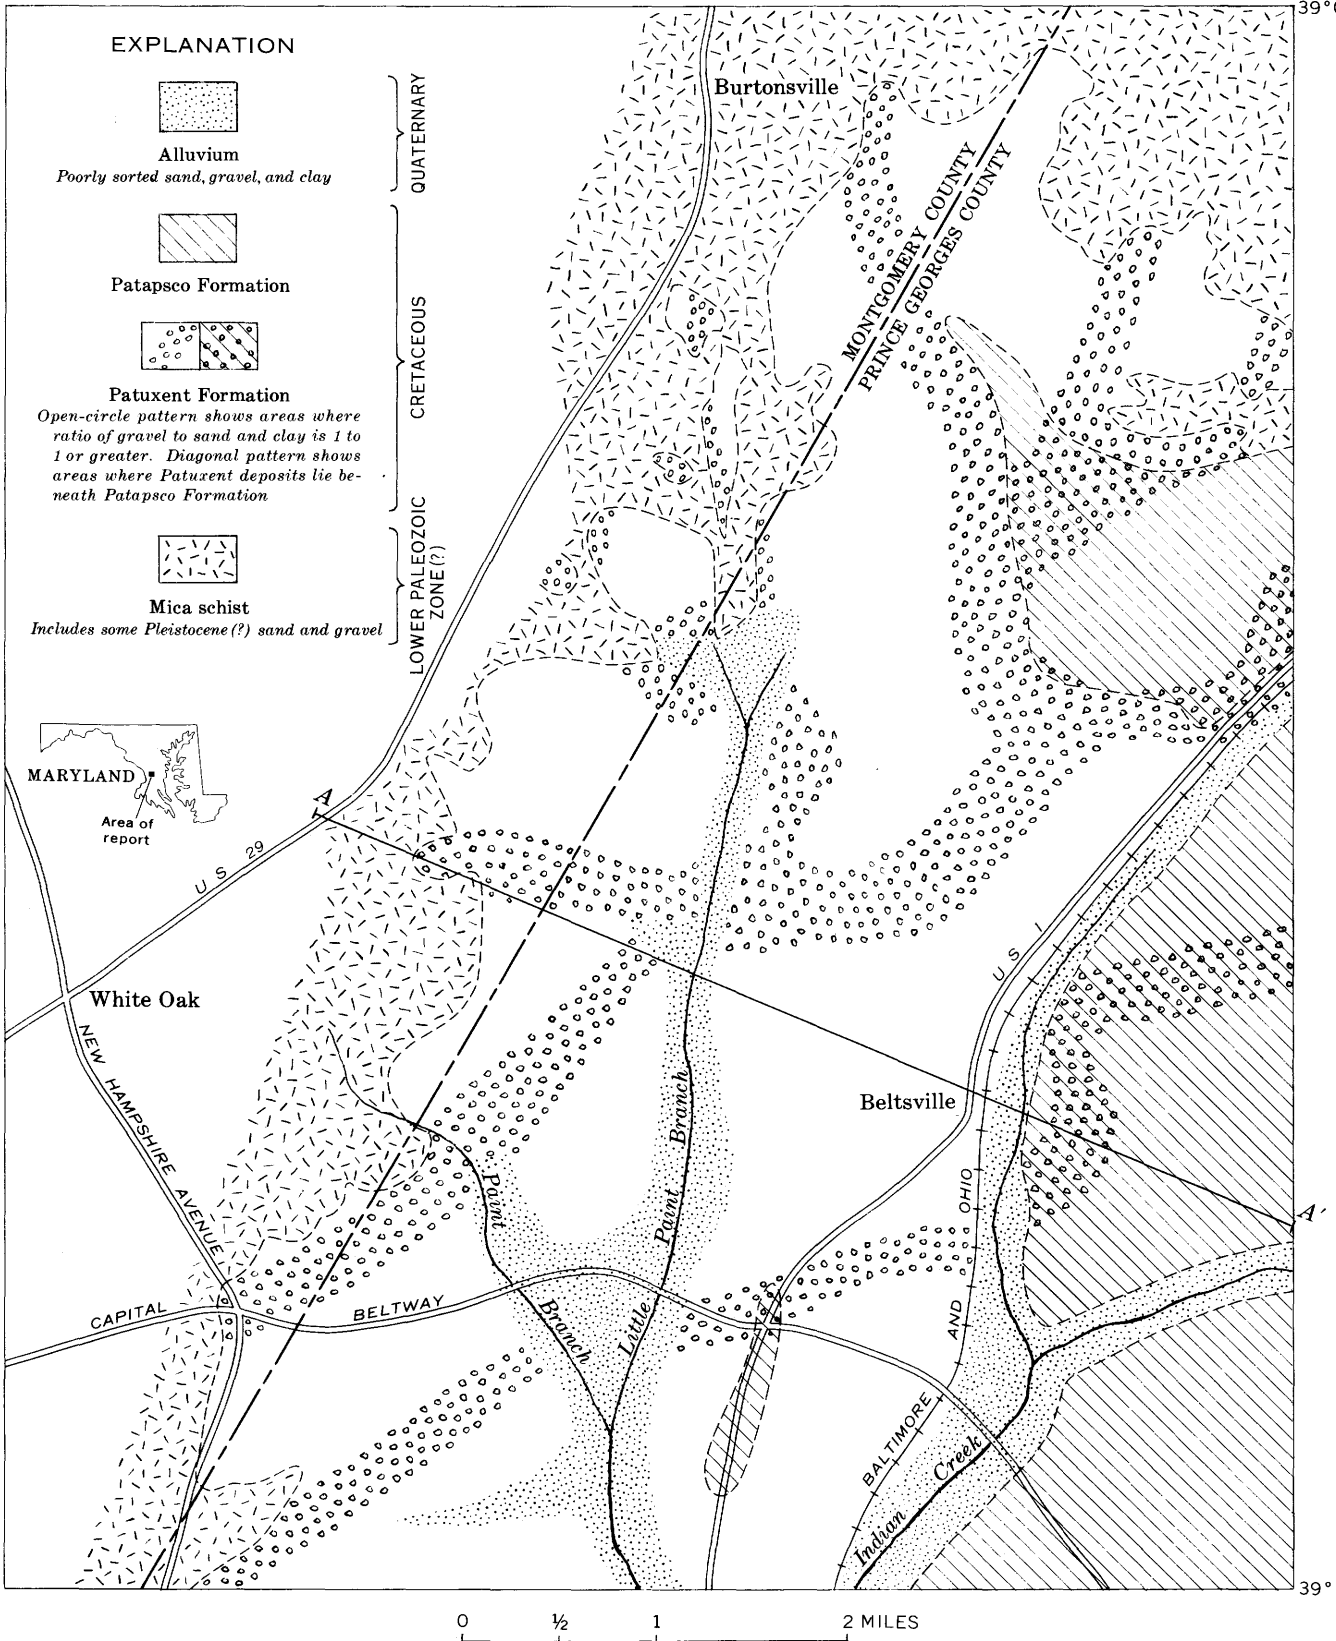 EXPLANATION
Alluvium
Poorly sorted sand, gravel, and clay
QUATERNARY
Patapsco Formation
Patuxent Formation
Open-circle pattern shows areas where
ratio of gravel to sand and clay is 1 to
1 or greater. Diagonal pattern shows
areas where Patuxent deposits lie be-
neath Patapsco Formation
CRETACEOUS
Mica schist
Includes some Pleistocene(?) sand and gravel
LOWER PALEOZOIC
ZONE(?)
MARYLAND
Area of
report
39°
Burtonsville
MONTGOMERY COUNTY
PRINCE GEORGES COUNTY
A
U S 29
White Oak
NEW HAMPSHIRE AVENUE
U S 1
Beltsville
A′
Paint
Branch
Little Paint Branch
CAPITAL BELTWAY
BALTIMORE AND OHIO
Indian Creek
39°
0 ½ 1 2 MILES